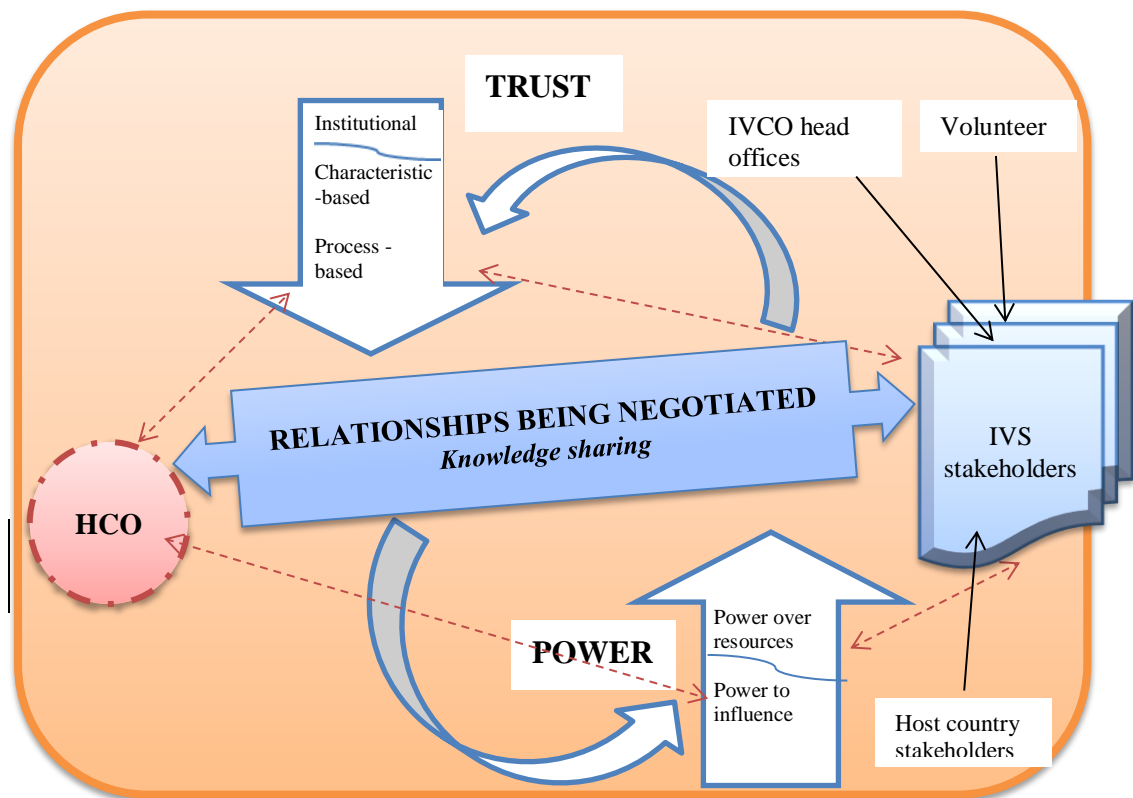 TRUST
IVCO head
offices
Volunteer
Institutional
Characteristic
-based
Process -
based
RELATIONSHIPS BEING NEGOTIATED
Knowledge sharing
HCO
IVS
stakeholders
POWER
Power over
resources
Power to
influence
Host country
stakeholders